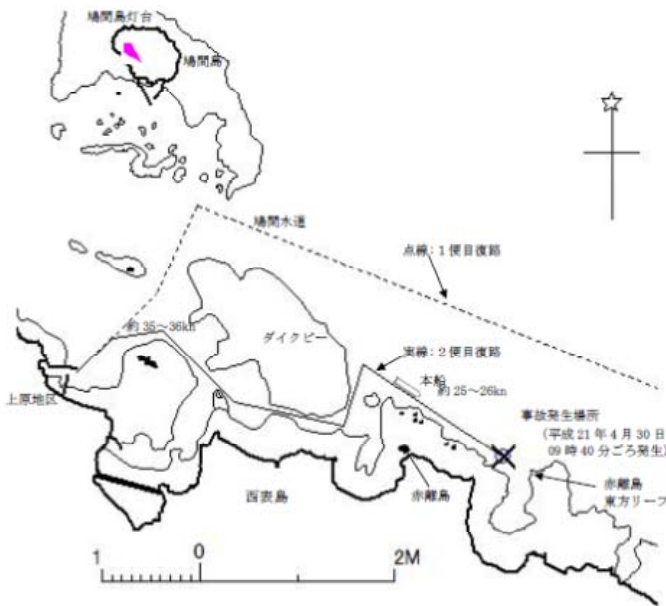 鳩間島灯台
鳩間島
鳩間水道
点線:1便目復路
約35~36kn
ダイクビー
実線:2便目復路
本船
約25~26kn
上原地区
事故発生場所
(平成21年4月30日
09時40分ごろ発生)
西表島
赤離島
赤離島
東方リーフ
1 0 2M